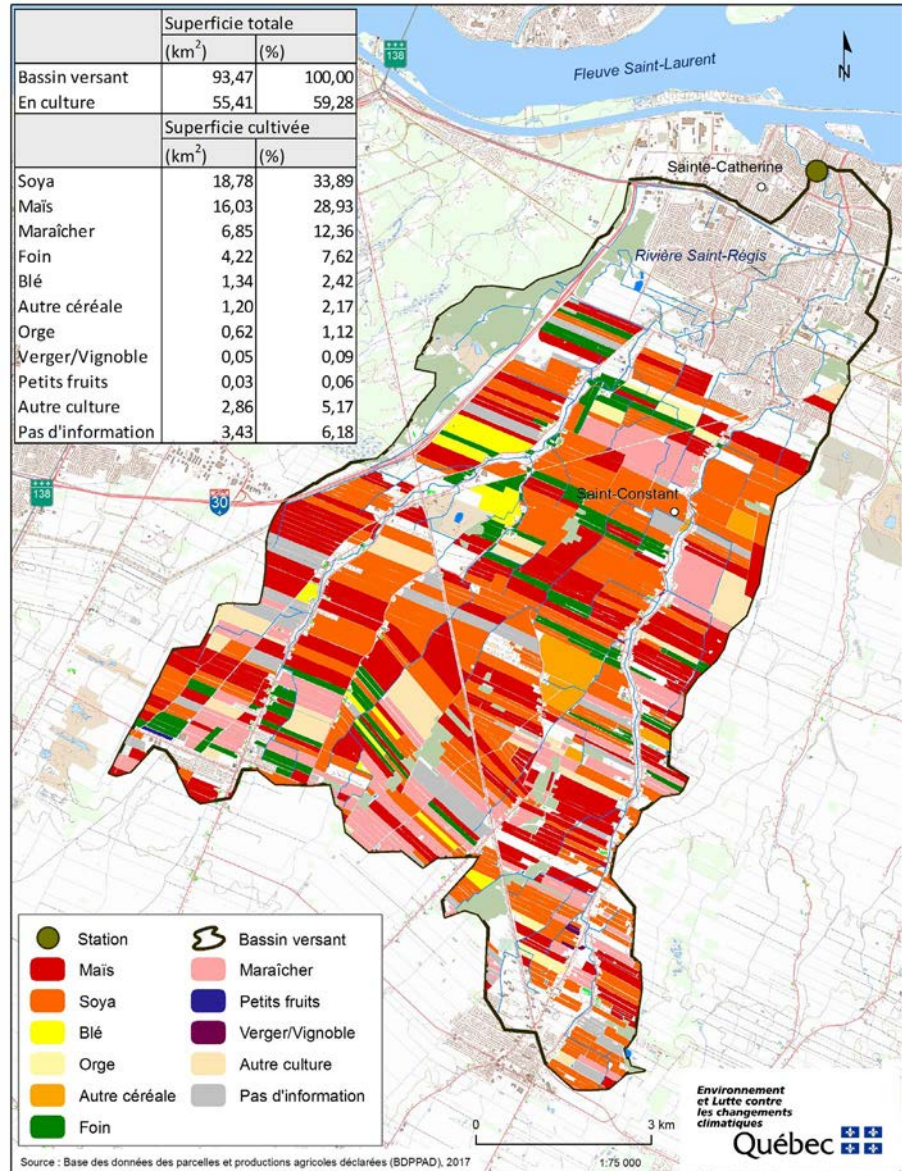 Superficie totale
(km²) (%)
Bassin versant 93,47 100,00
En culture 55,41 59,28
Superficie cultivée
(km²) (%)
Soya 18,78 33,89
Maïs 16,03 28,93
Maraîcher 6,85 12,36
Foin 4,22 7,62
Blé 1,34 2,42
Autre céréale 1,20 2,17
Orge 0,62 1,12
Verger/Vignoble 0,05 0,09
Petits fruits 0,03 0,06
Autre culture 2,86 5,17
Pas d'information 3,43 6,18
138
N
Fleuve Saint-Laurent
Sainte-Catherine
Rivière Saint-Régis
Saint-Constant
138
30
Station
Bassin versant
Maïs
Maraîcher
Soya
Petits fruits
Blé
Verger/Vignoble
Orge
Autre culture
Autre céréale
Pas d'information
Foin
0 3 km
1:75 000
Environnement
et Lutte contre
les changements
climatiques
Québec
Source : Base des données des parcelles et productions agricoles déclarées (BDPPAD), 2017